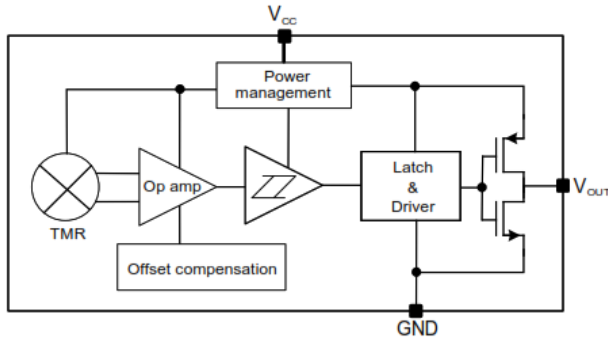 VCC
Power
management
Op amp
Latch
&
Driver
VOUT
TMR
Offset compensation
GND